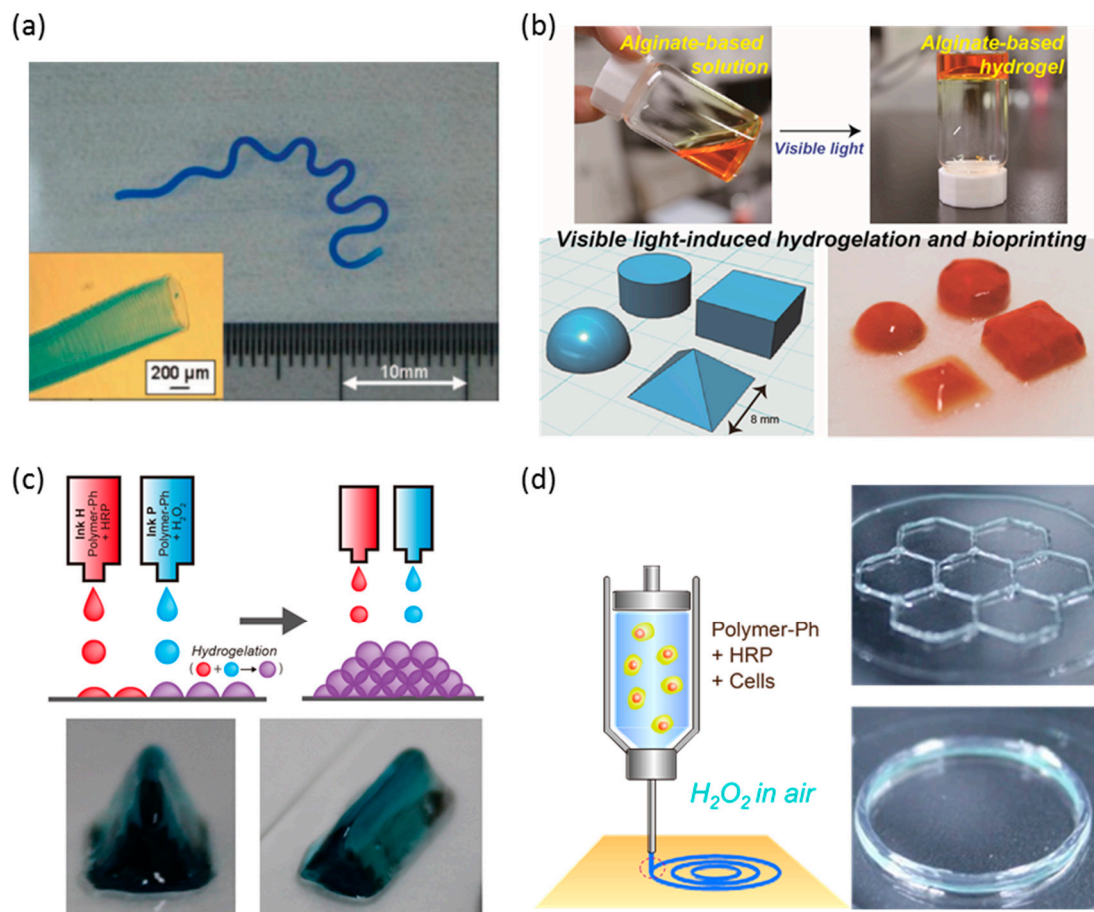 (a)
200 µm
10mm
(b)
Alginate-based
solution
Visible light
Alginate-based
hydrogel
Visible light-induced hydrogelation and bioprinting
8 mm
(c)
Ink H
Polymer-Ph
+ HRP
Ink P
Polymer-Ph
+ H₂O₂
Hydrogelation
( + → )
(d)
Polymer-Ph
+ HRP
+ Cells
H₂O₂ in air